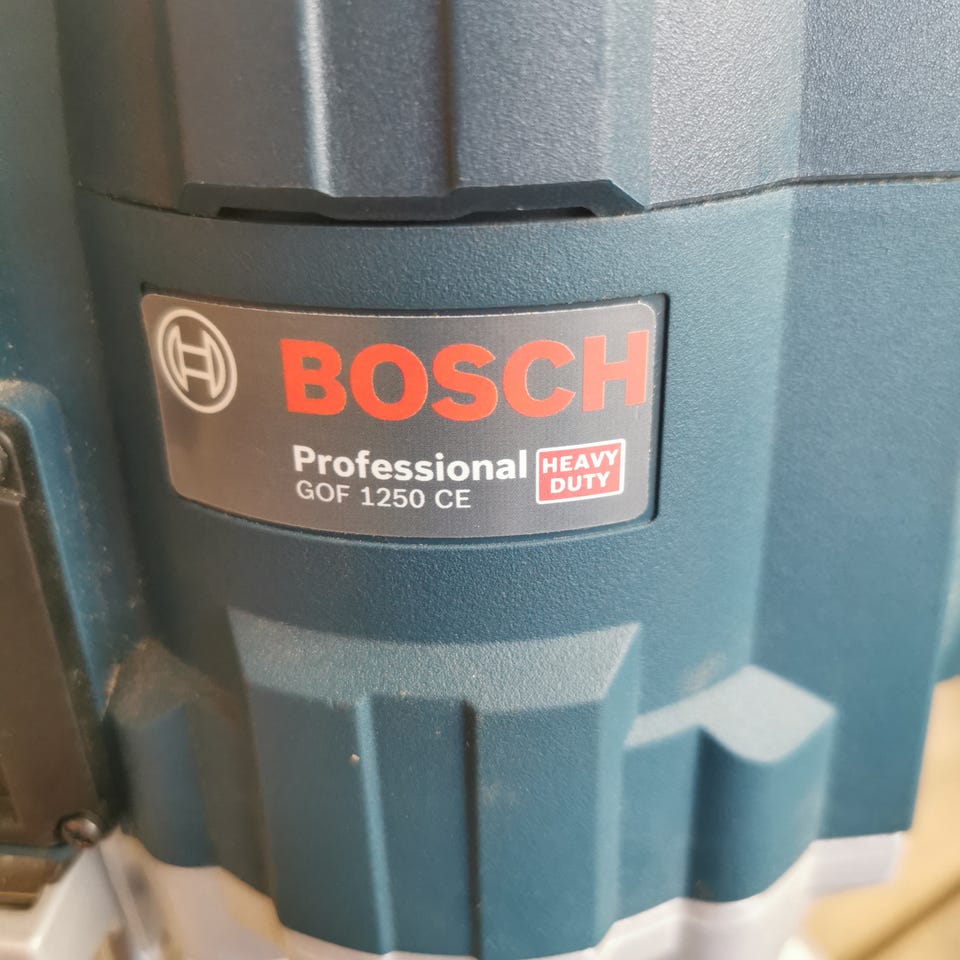 BOSCH
Professional
GOF 1250 CE
HEAVY
DUTY